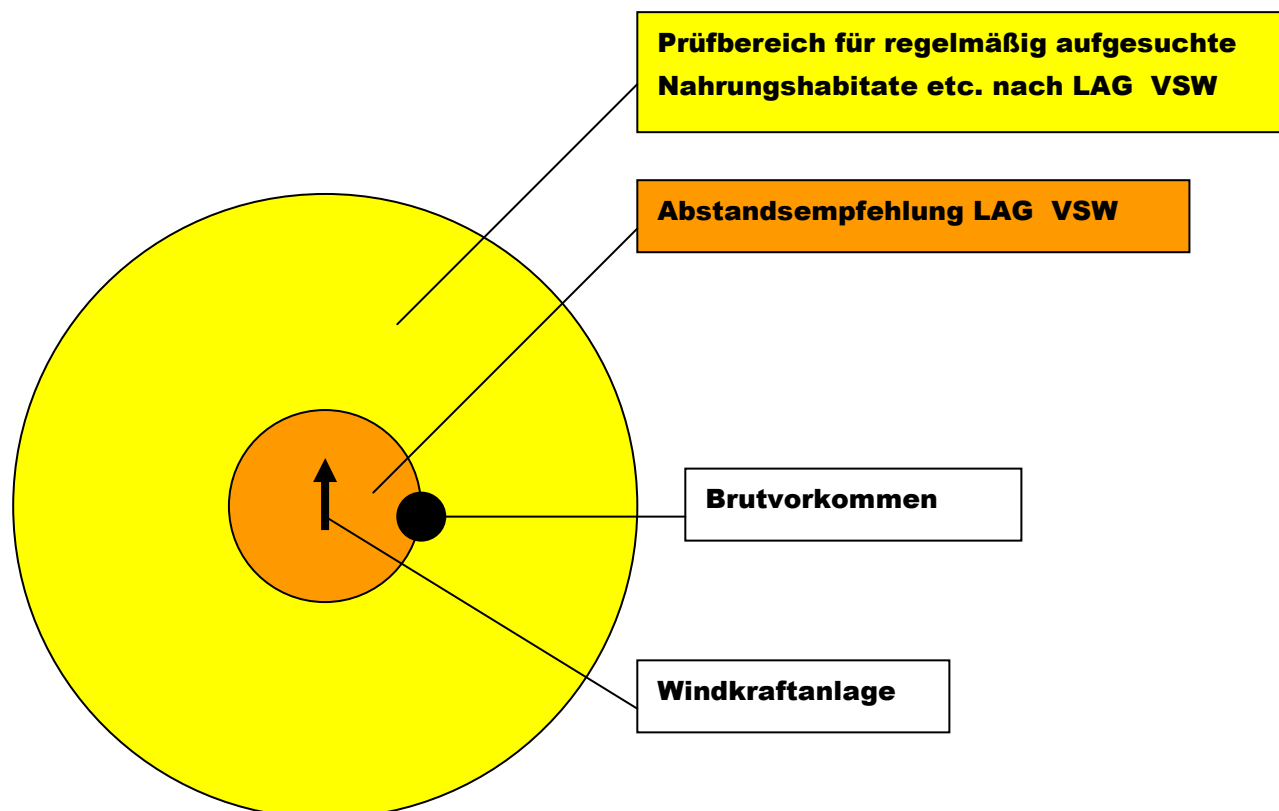 Prüfbereich für regelmäßig aufgesuchte
Nahrungshabitate etc. nach LAG  VSW
Abstandsempfehlung LAG  VSW
Brutvorkommen
Windkraftanlage